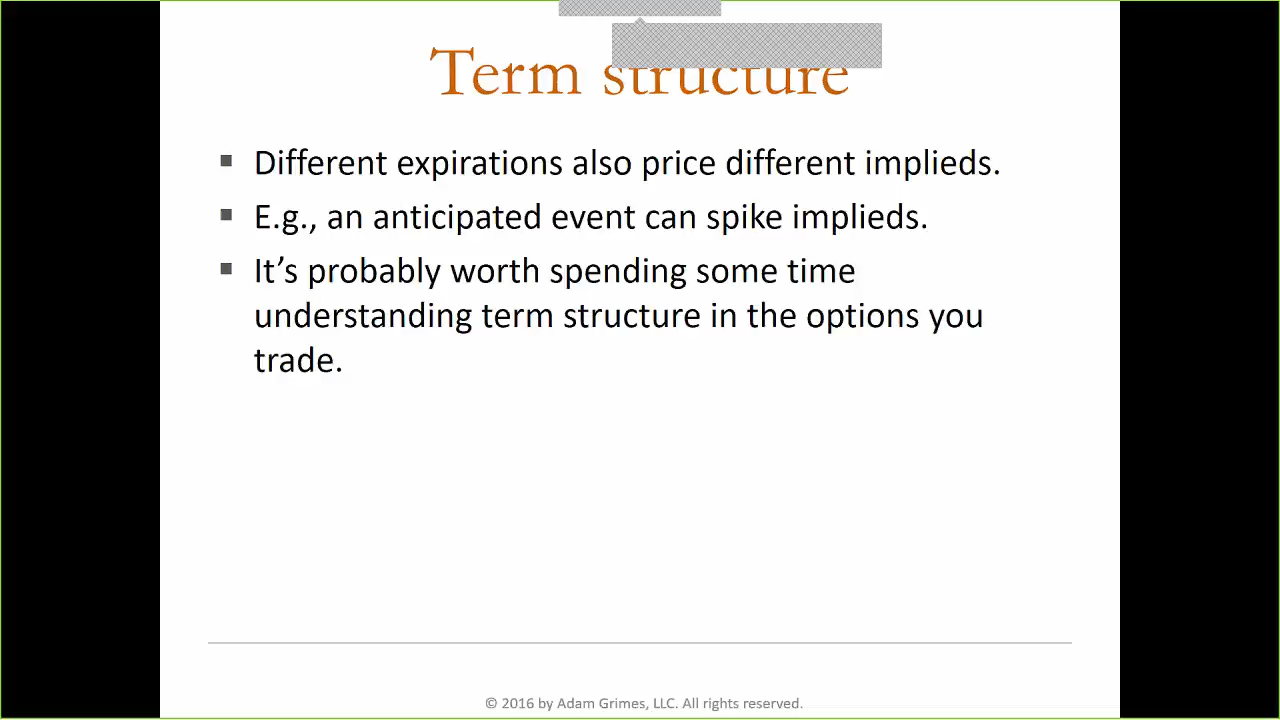 Term structure
Different expirations also price different implieds.
E.g., an anticipated event can spike implieds.
It’s probably worth spending some time
understanding term structure in the options you
trade.
© 2016 by Adam Grimes, LLC. All rights reserved.